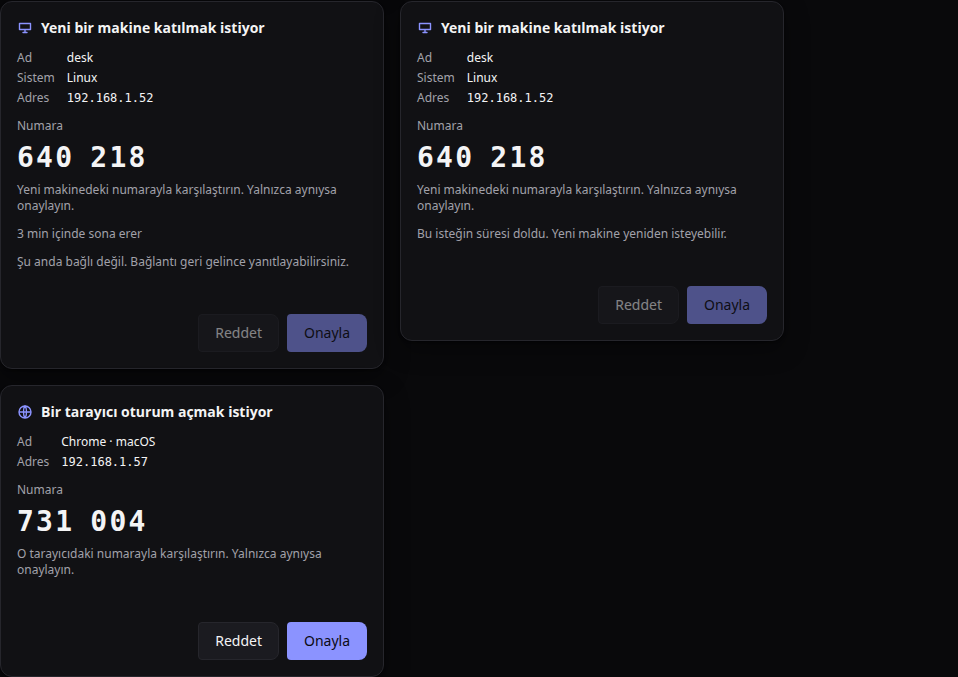 Yeni bir makine katılmak istiyor
Ad desk
Sistem Linux
Adres 192.168.1.52
Numara
640 218
Yeni makinedeki numarayla karşılaştırın. Yalnızca aynıysa
onaylayın.
3 min içinde sona erer
Şu anda bağlı değil. Bağlantı geri gelince yanıtlayabilirsiniz.
Reddet Onayla
Yeni bir makine katılmak istiyor
Ad desk
Sistem Linux
Adres 192.168.1.52
Numara
640 218
Yeni makinedeki numarayla karşılaştırın. Yalnızca aynıysa
onaylayın.
Bu isteğin süresi doldu. Yeni makine yeniden isteyebilir.
Reddet Onayla
Bir tarayıcı oturum açmak istiyor
Ad Chrome · macOS
Adres 192.168.1.57
Numara
731 004
O tarayıcıdaki numarayla karşılaştırın. Yalnızca aynıysa
onaylayın.
Reddet Onayla